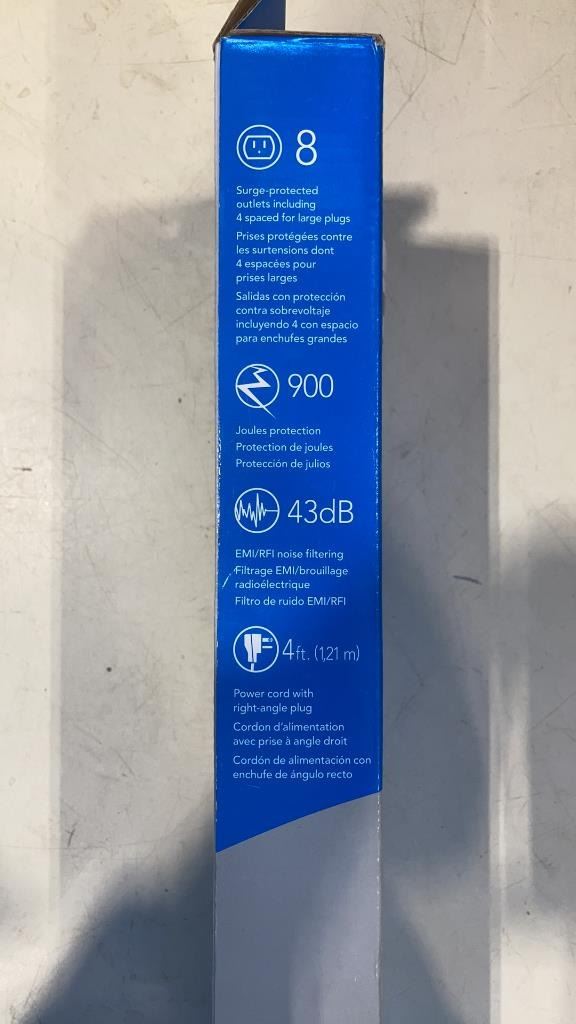 8
Surge-protected
outlets including
4 spaced for large plugs
Prises protégées contre
les surtensions dont
4 espacées pour
prises larges
Salidas con protección
contra sobrevoltaje
incluyendo 4 con espacio
para enchufes grandes
900
Joules protection
Protection de joules
Protección de julios
43dB
EMI/RFI noise filtering
Filtrage EMI/brouillage
radioélectrique
Filtro de ruido EMI/RFI
4ft. (1,21 m)
Power cord with
right-angle plug
Cordon d'alimentation
avec prise à angle droit
Cordón de alimentación con
enchufe de ángulo recto